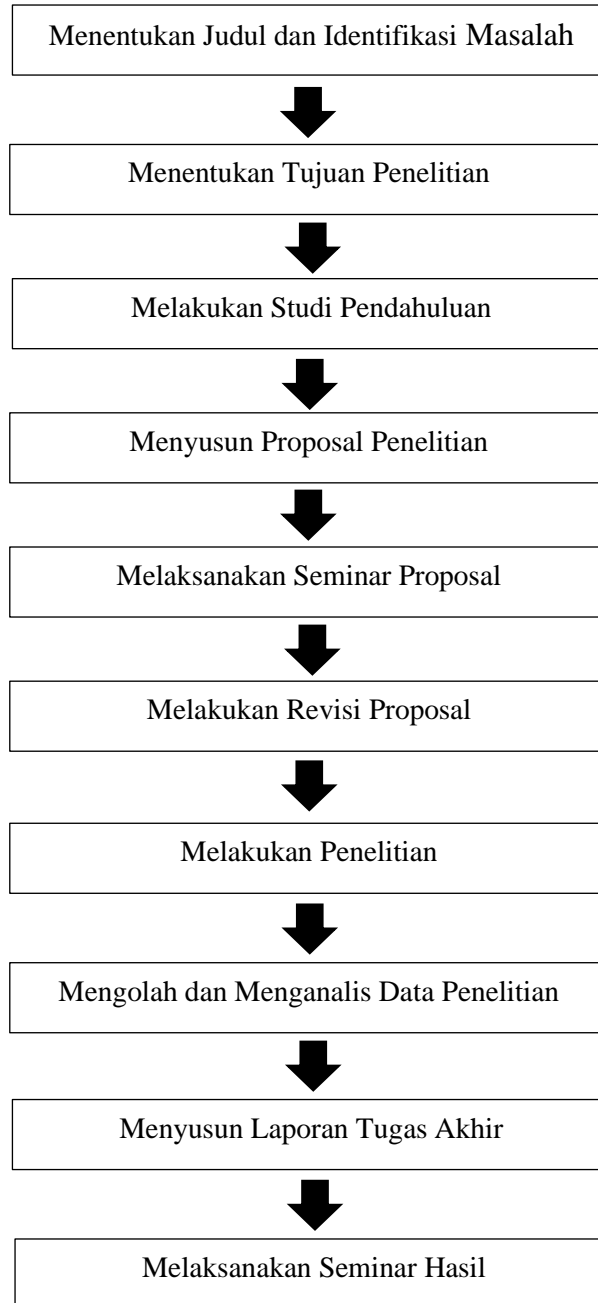 Menentukan Judul dan Identifikasi Masalah
Menentukan Tujuan Penelitian
Melakukan Studi Pendahuluan
Menyusun Proposal Penelitian
Melaksanakan Seminar Proposal
Melakukan Revisi Proposal
Melakukan Penelitian
Mengolah dan Menganalis Data Penelitian
Menyusun Laporan Tugas Akhir
Melaksanakan Seminar Hasil